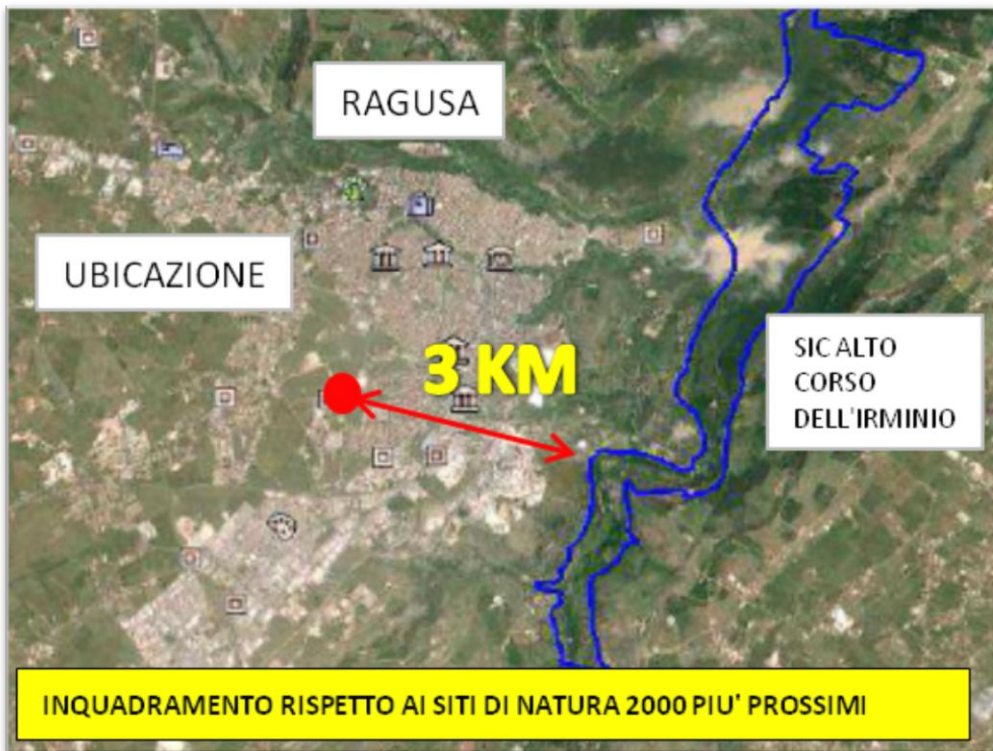 RAGUSA
UBICAZIONE
3 KM
SIC ALTO
CORSO
DELL'IRMINIO
INQUADRAMENTO RISPETTO AI SITI DI NATURA 2000 PIU' PROSSIMI